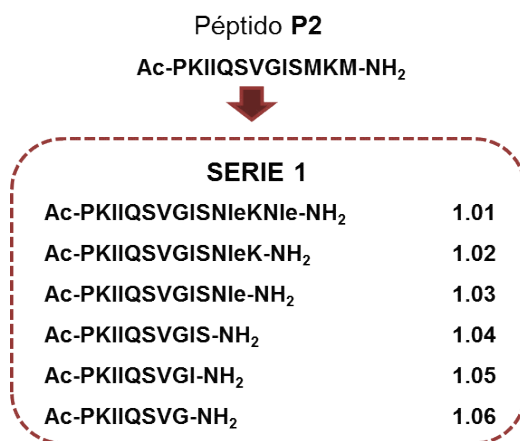 Péptido P2
Ac-PKIIQSVGISMKM-NH₂
SERIE 1
Ac-PKIIQSVGISNleKNle-NH₂ 1.01
Ac-PKIIQSVGISNleK-NH₂ 1.02
Ac-PKIIQSVGISNle-NH₂ 1.03
Ac-PKIIQSVGIS-NH₂ 1.04
Ac-PKIIQSVGI-NH₂ 1.05
Ac-PKIIQSVG-NH₂ 1.06